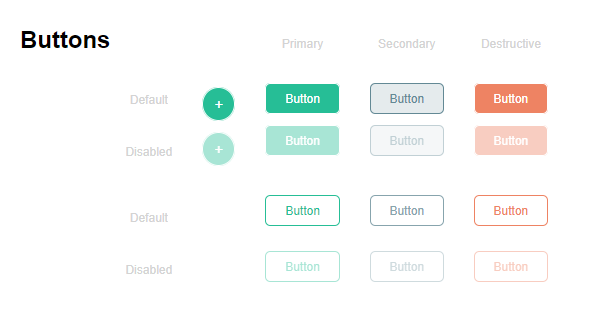 Buttons
Primary Secondary Destructive
Default + Button Button Button
Disabled + Button Button Button
Default Button Button Button
Disabled Button Button Button